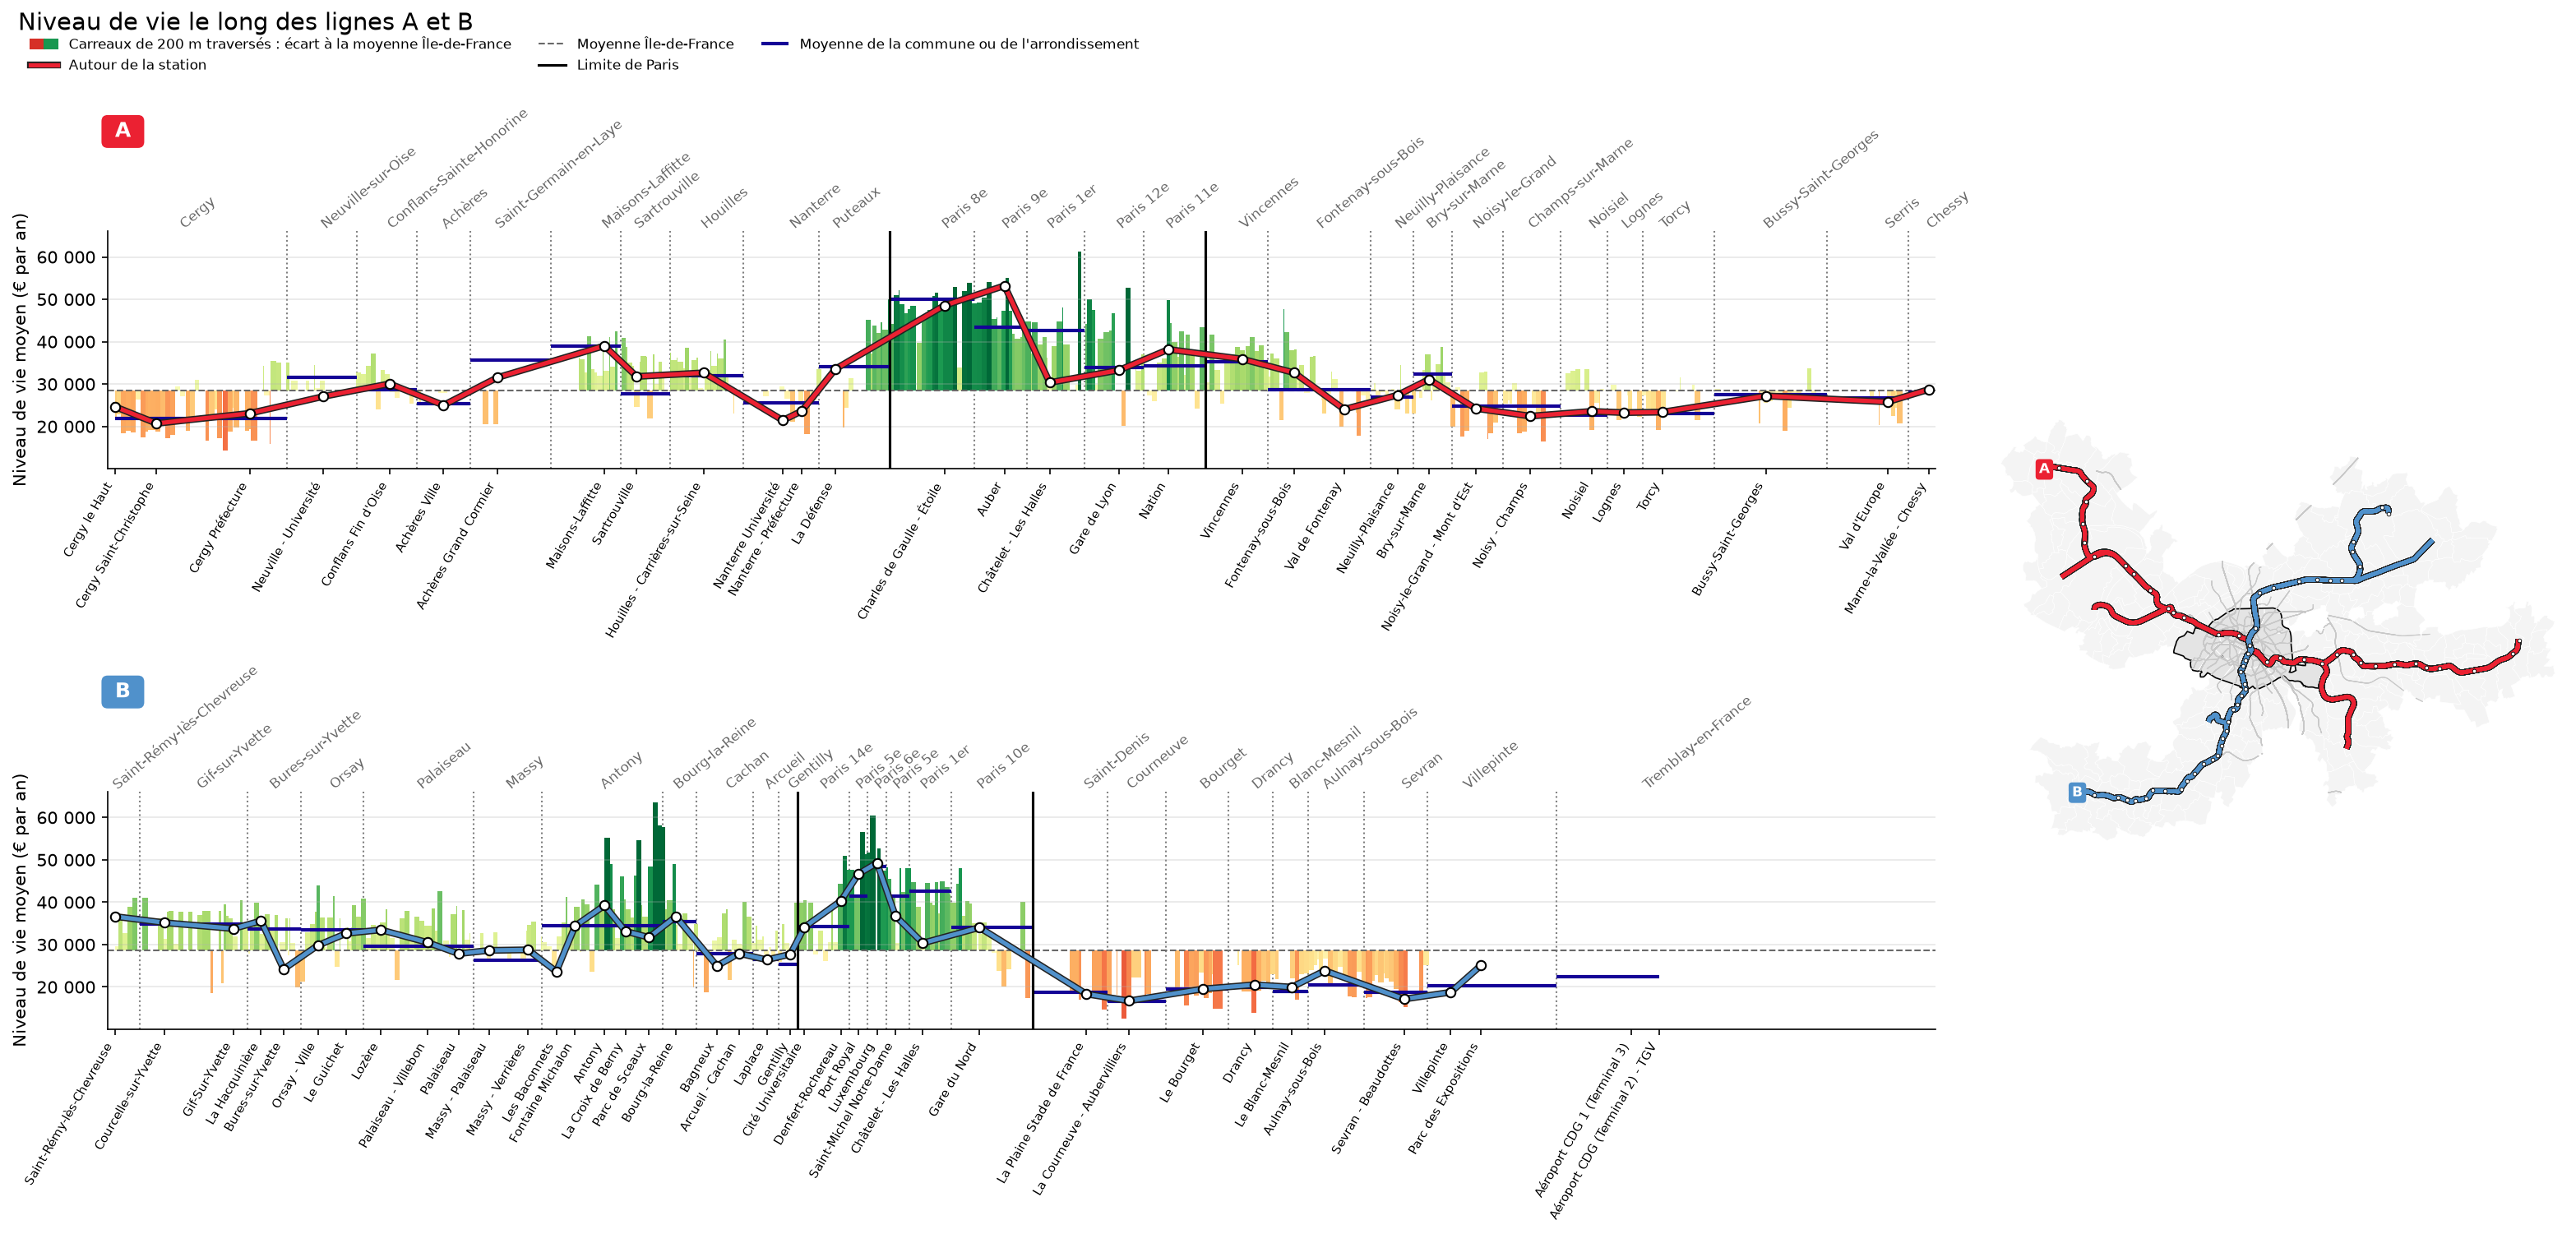 Niveau de vie le long des lignes A et B
Carreaux de 200 m traversés : écart à la moyenne Île-de-France
Moyenne Île-de-France
Moyenne de la commune ou de l'arrondissement
Autour de la station
Limite de Paris
A
Cergy
Neuville-sur-Oise
Conflans-Sainte-Honorine
Achères
Saint-Germain-en-Laye
Maisons-Laffitte
Sartrouville
Houilles
Nanterre
Puteaux
Paris 8e
Paris 9e
Paris 1er
Paris 12e
Paris 11e
Vincennes
Fontenay-sous-Bois
Neuilly-Plaisance
Bry-sur-Marne
Noisy-le-Grand
Champs-sur-Marne
Noisiel
Lognes
Torcy
Bussy-Saint-Georges
Serris
Chessy
Niveau de vie moyen (€ par an)
60 000
50 000
40 000
30 000
20 000
Cergy le Haut
Cergy Saint-Christophe
Cergy Préfecture
Neuville - Université
Conflans Fin d'Oise
Achères Ville
Achères Grand Cormier
Maisons-Laffitte
Sartrouville
Houilles - Carrières-sur-Seine
Nanterre Université
Nanterre - Préfecture
La Défense
Charles de Gaulle - Étoile
Auber
Châtelet - Les Halles
Gare de Lyon
Nation
Vincennes
Fontenay-sous-Bois
Val de Fontenay
Neuilly-Plaisance
Bry-sur-Marne
Noisy-le-Grand - Mont d'Est
Noisy - Champs
Noisiel
Lognes
Torcy
Bussy-Saint-Georges
Val d'Europe
Marne-la-Vallée - Chessy
B
Saint-Rémy-lès-Chevreuse
Gif-sur-Yvette
Bures-sur-Yvette
Orsay
Palaiseau
Massy
Antony
Bourg-la-Reine
Cachan
Arcueil
Gentilly
Paris 14e
Paris 5e
Paris 6e
Paris 5e
Paris 1er
Paris 10e
Saint-Denis
Courneuve
Bourget
Drancy
Blanc-Mesnil
Aulnay-sous-Bois
Sevran
Villepinte
Tremblay-en-France
Niveau de vie moyen (€ par an)
60 000
50 000
40 000
30 000
20 000
Saint-Rémy-lès-Chevreuse
Courcelle-sur-Yvette
Gif-Sur-Yvette
La Hacquinière
Bures-sur-Yvette
Orsay - Ville
Le Guichet
Lozère
Palaiseau - Villebon
Palaiseau
Massy - Palaiseau
Massy - Verrières
Les Baconnets
Fontaine Michalon
Antony
La Croix de Berny
Parc de Sceaux
Bourg-la-Reine
Bagneux
Arcueil - Cachan
Laplace
Gentilly
Cité Universitaire
Denfert-Rochereau
Port Royal
Luxembourg
Saint-Michel Notre-Dame
Châtelet - Les Halles
Gare du Nord
La Plaine Stade de France
La Courneuve - Aubervilliers
Le Bourget
Drancy
Le Blanc-Mesnil
Aulnay-sous-Bois
Sevran - Beaudottes
Villepinte
Parc des Expositions
Aéroport CDG 1 (Terminal 3)
Aéroport CDG (Terminal 2) - TGV
A
B